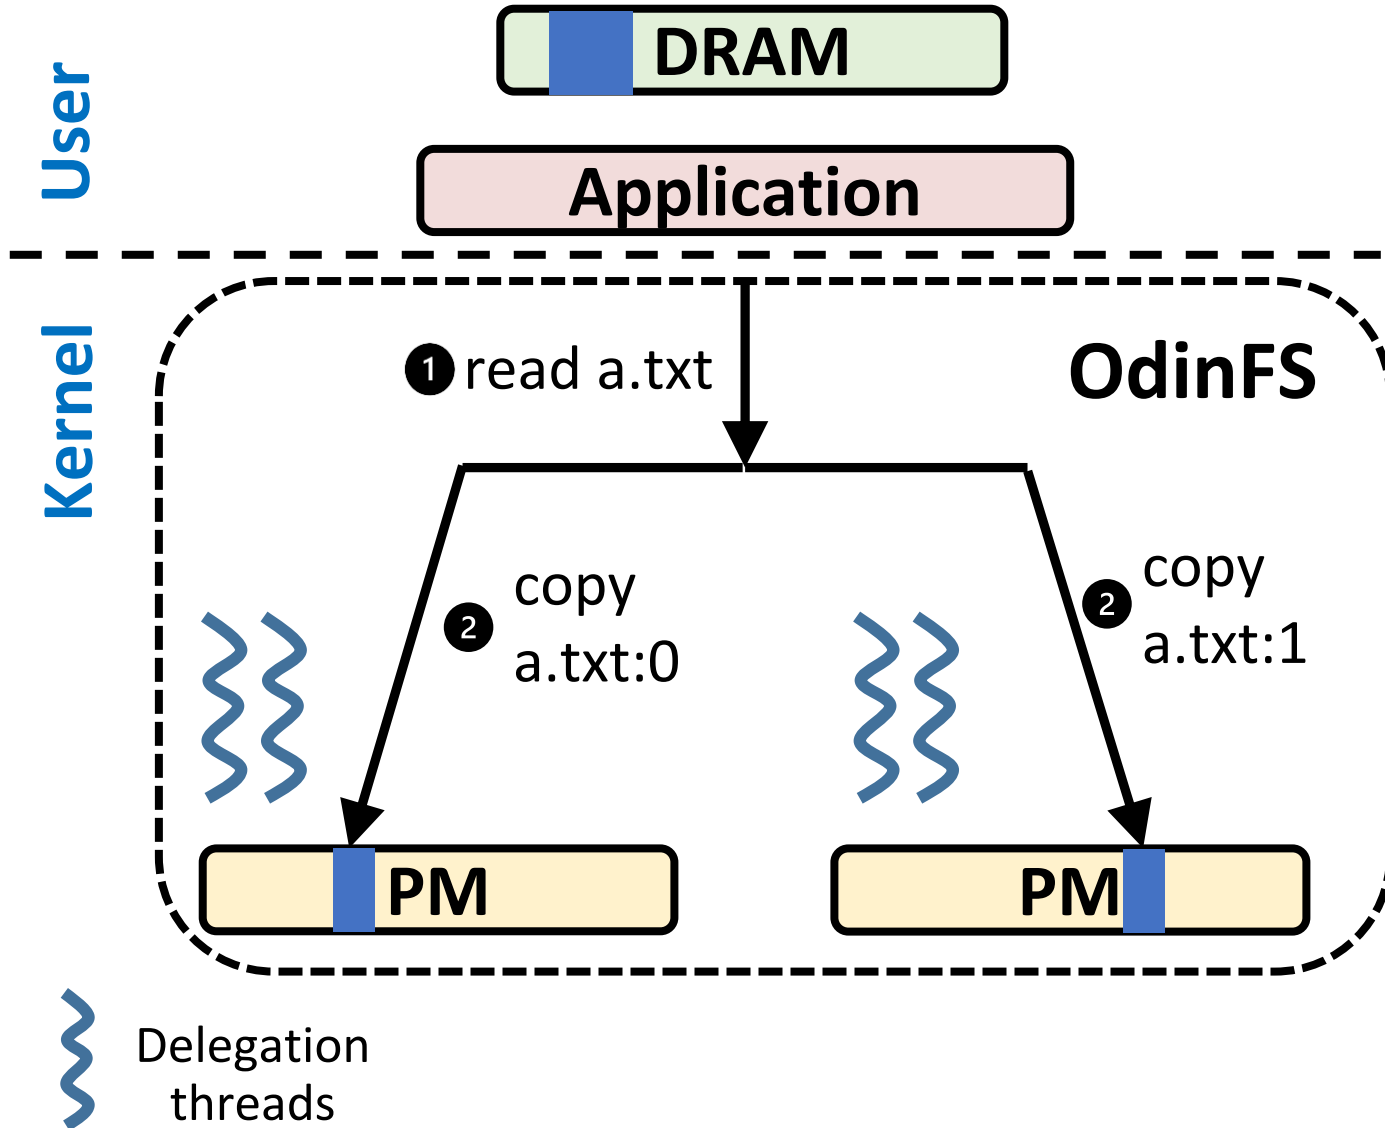 User
DRAM
Application
Kernel
OdinFS
1 read a.txt
2 copy
a.txt:0
2 copy
a.txt:1
PM
PM
Delegation
threads